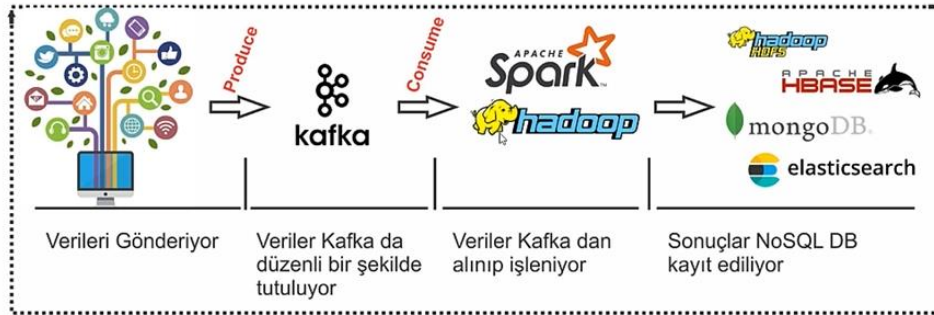 Produce
kafka
Consume
APACHE
Spark
TM
hadoop
hadoop
HDFS
APACHE
HBASE
mongoDB.
elasticsearch
Verileri Gönderiyor
Veriler Kafka da
düzenli bir şekilde
tutuluyor
Veriler Kafka dan
alınıp işleniyor
Sonuçlar NoSQL DB
kayıt ediliyor